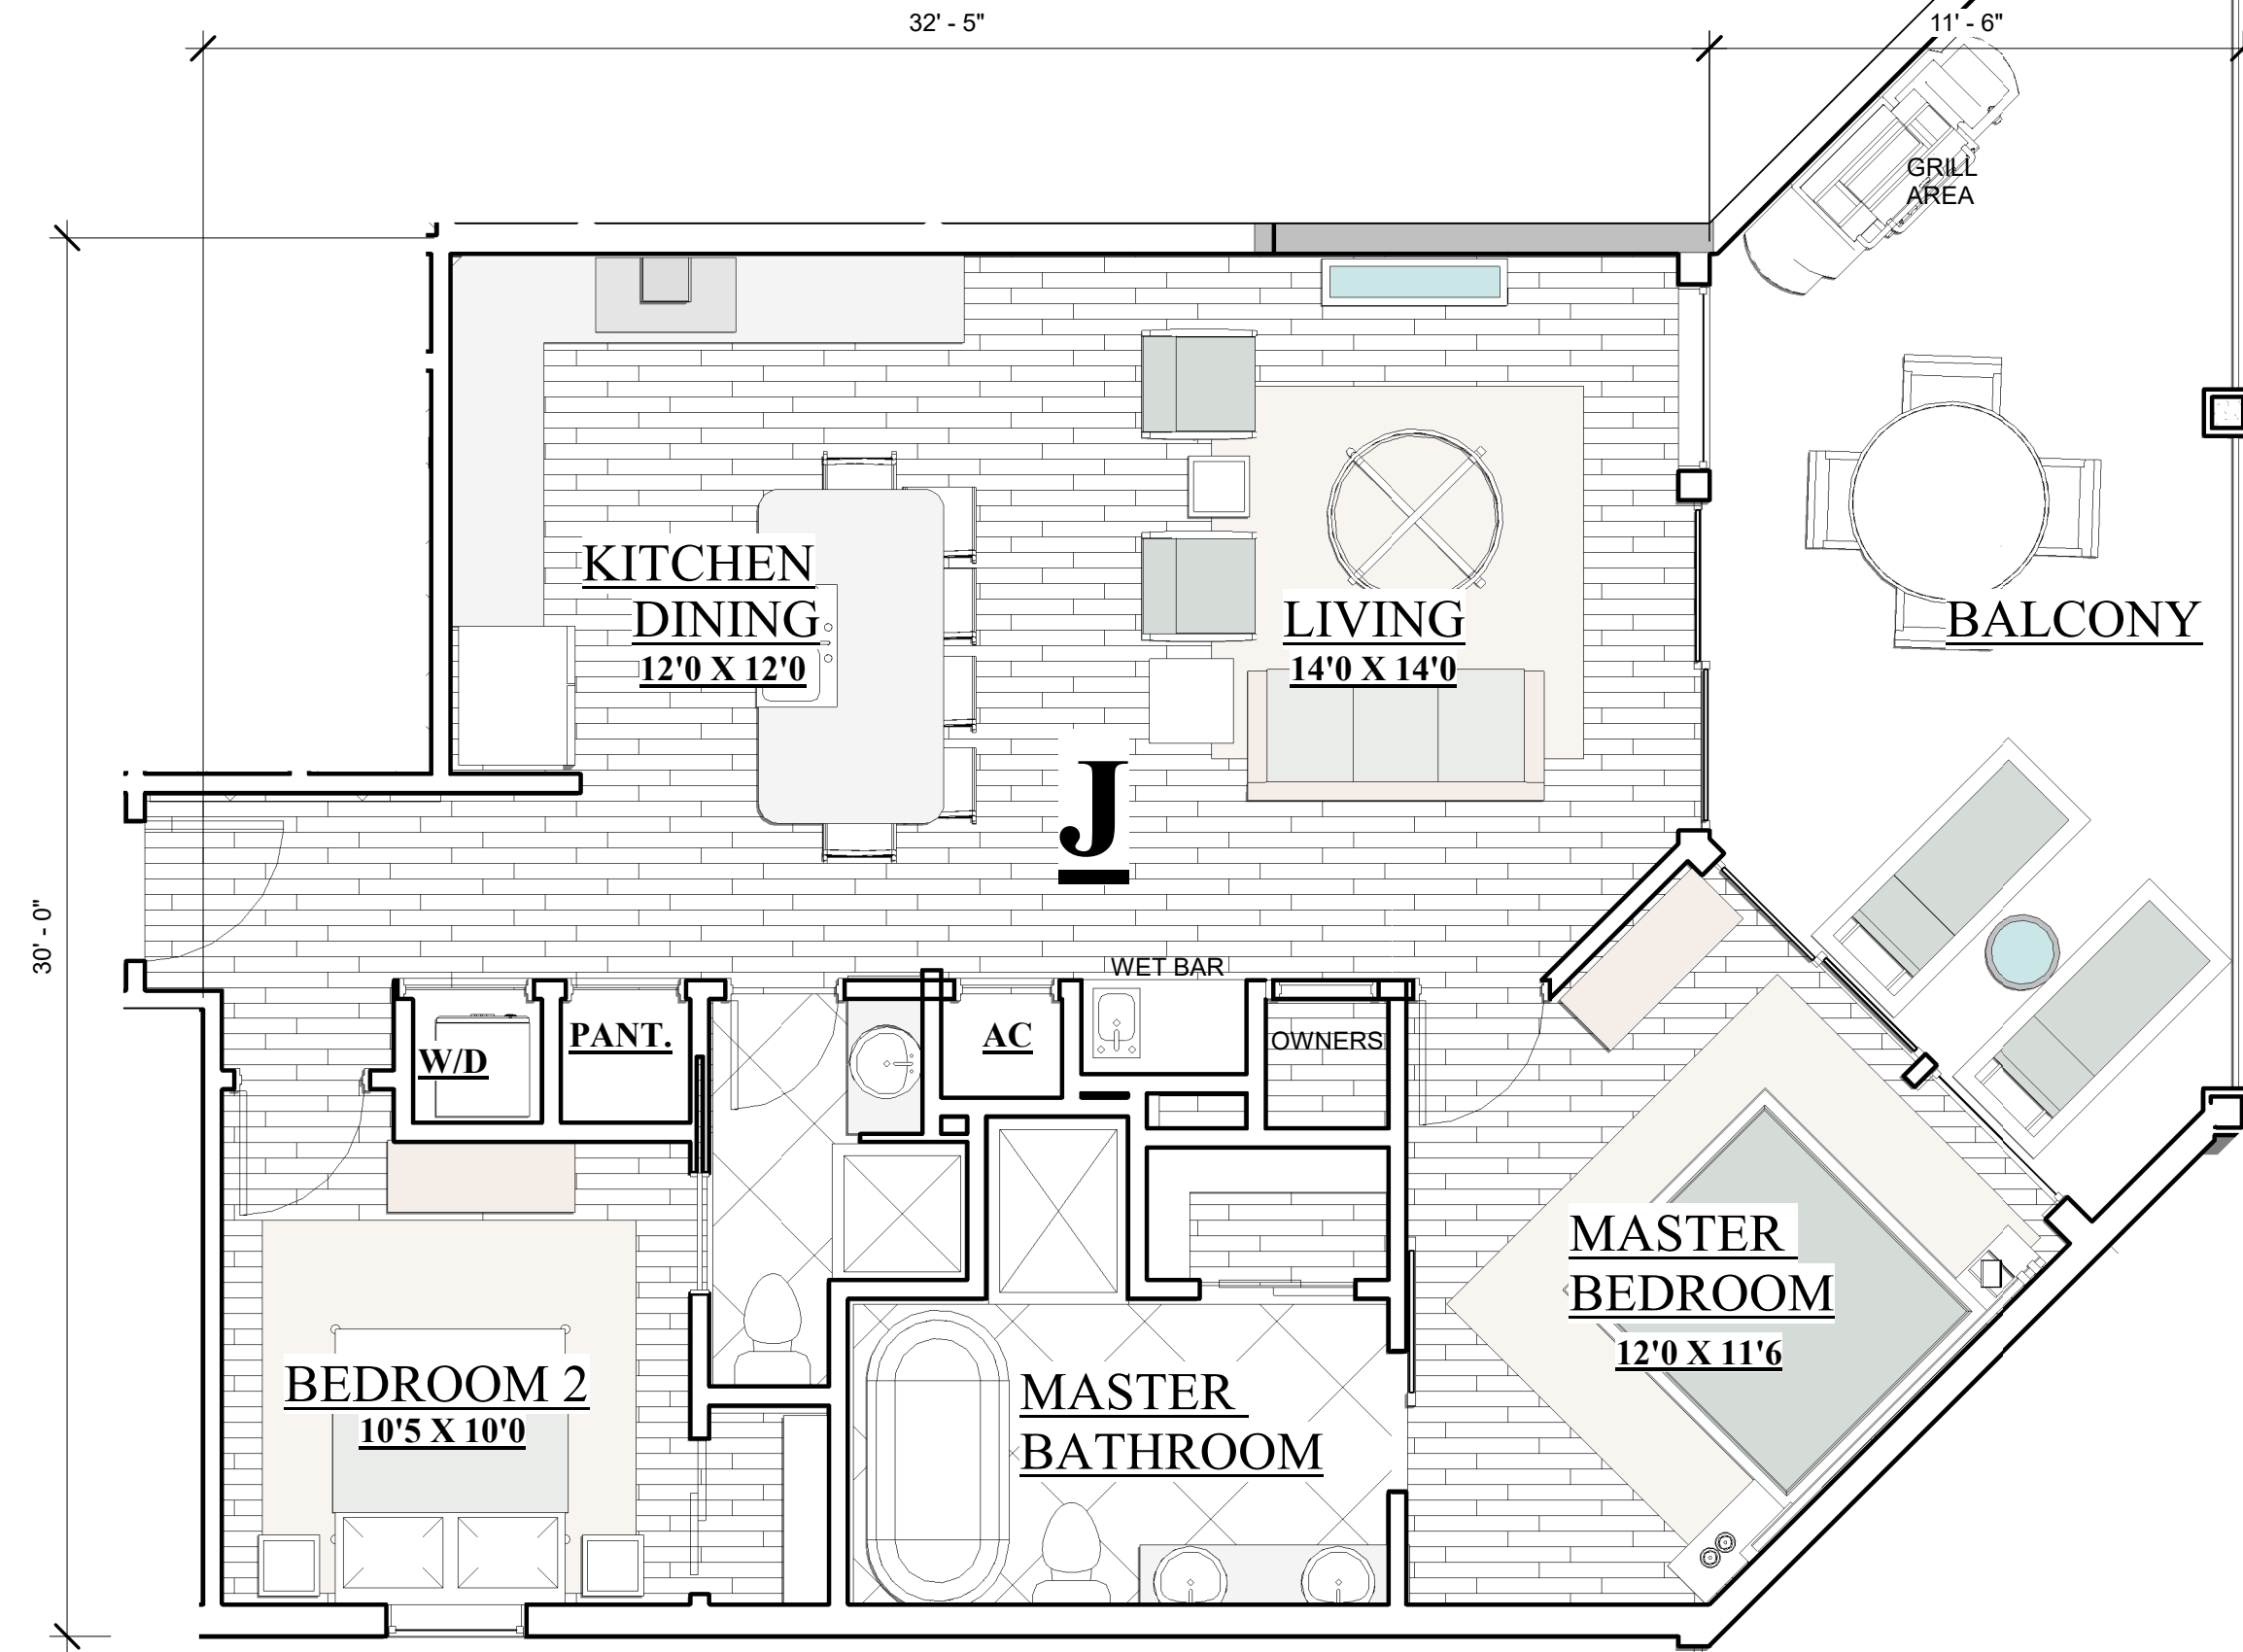 32' - 5"
11' - 6"
GRILL
AREA
KITCHEN
DINING
12'0 X 12'0
LIVING
14'0 X 14'0
BALCONY
J
30' - 0"
WET BAR
W/D
PANT.
AC
OWNERS
MASTER
BEDROOM
12'0 X 11'6
BEDROOM 2
10'5 X 10'0
MASTER
BATHROOM